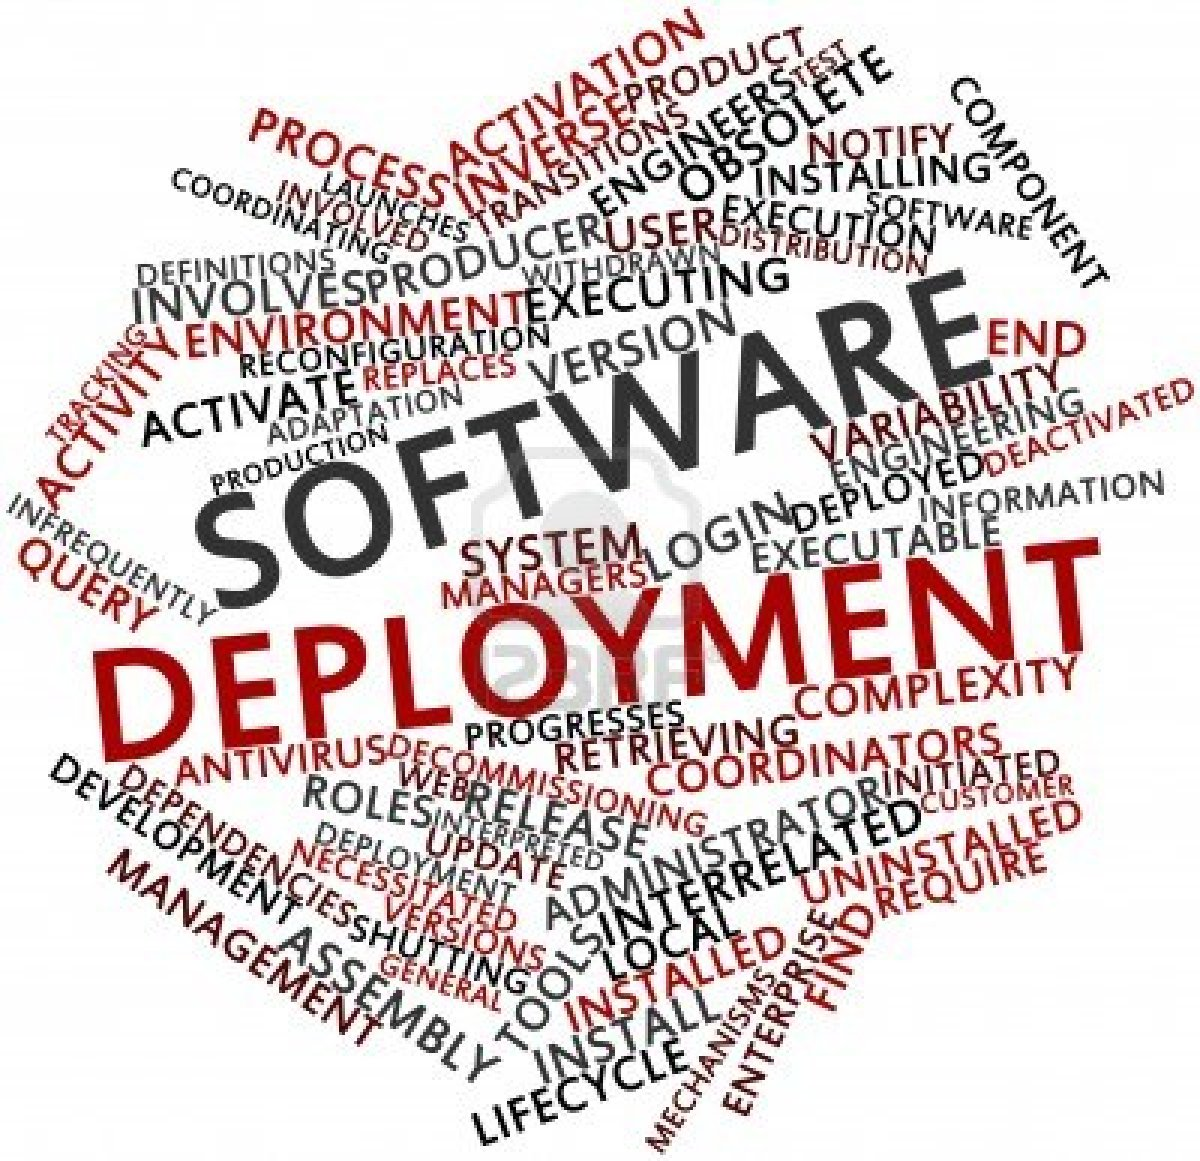 ACTIVATION
PRODUCT
TEST
PROCESS
INVERSE
ENGINEERS
OBSOLETE
COMPONENT
TRANSITIONS
NOTIFY
INSTALLING
COORDINATING
LAUNCHES
INVOLVED
SOFTWARE
EXECUTION
USER
DISTRIBUTION
PRODUCER
DEFINITIONS
INVOLVES
WITHDRAWN
EXECUTING
ENVIRONMENT
RECONFIGURATION
TRACKING
ACTIVITY
REPLACES
VERSION
ACTIVATE
ADAPTATION
PRODUCTION
SOFTWARE
END
VARIABILITY
ENGINEERING
DEACTIVATED
DEPLOYED
INFORMATION
INFREQUENTLY
QUERY
SYSTEM
MANAGERS
LOGIN
EXECUTABLE
DEPLOYMENT
23RF
COMPLEXITY
PROGRESSES
RETRIEVING
COORDINATORS
ANTIVIRUS
DECOMMISSIONING
DEVELOPMENT
DEPENDENCIES
WEB
RELEASE
ROLES
INTERPRETED
INITIATED
CUSTOMER
ADMINISTRATOR
INTERRELATED
DEPLOYMENT
UPDATE
NECESSITATED
UNINSTALLED
REQUIRE
MANAGEMENT
VERSIONS
SHUTTING
GENERAL
ASSEMBLY
LOCAL
TOOLS
INSTALLED
FIND
ENTERPRISE
MECHANISMS
INSTALL
LIFECYCLE